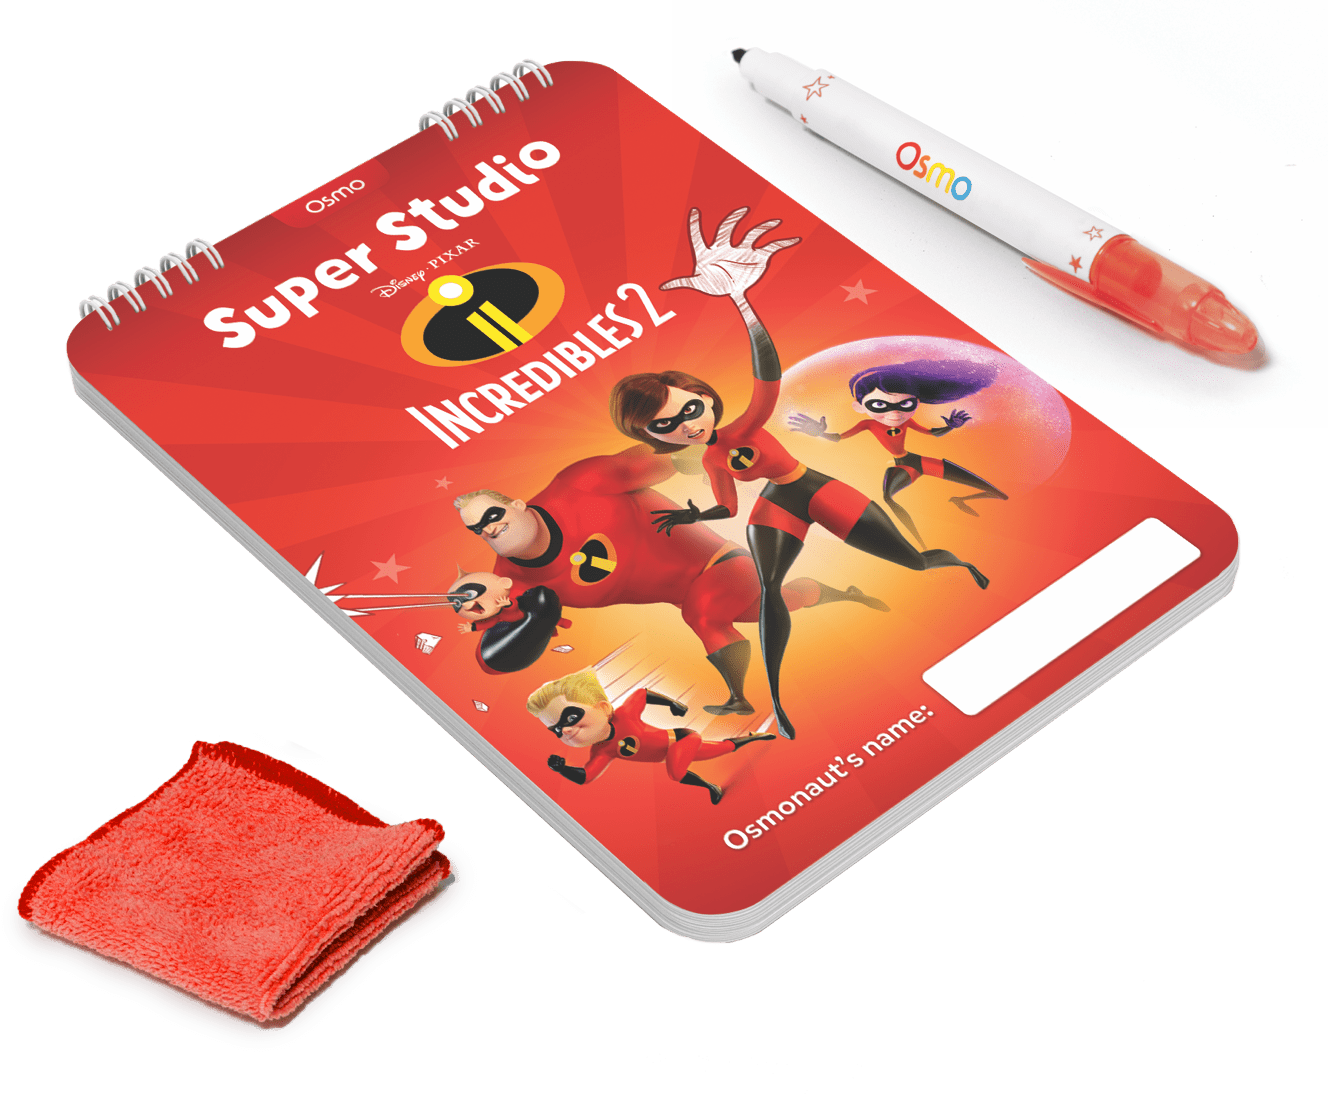 Osmo
Super Studio
Disney · PIXAR
INCREDIBLES 2
Osmonaut's name:
Osmo